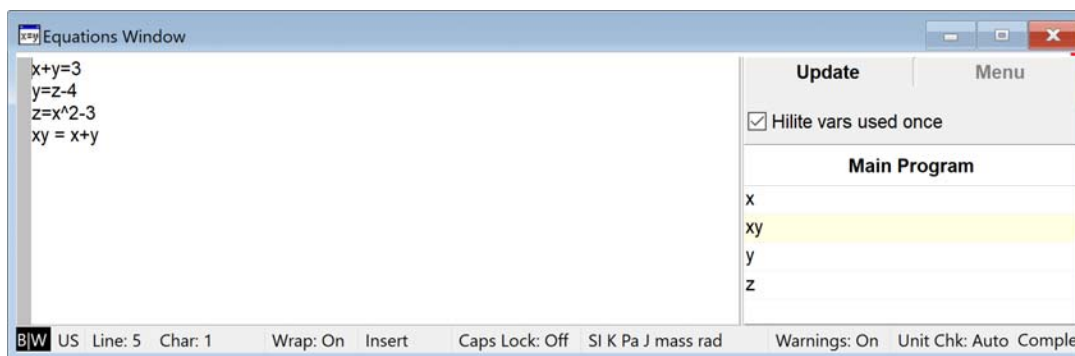 x=y Equations Window
x+y=3
y=z-4
z=x^2-3
xy = x+y
Update Menu
Hilite vars used once
Main Program
x
xy
y
z
B|W US Line: 5 Char: 1 Wrap: On Insert Caps Lock: Off SI K Pa J mass rad Warnings: On Unit Chk: Auto Comple